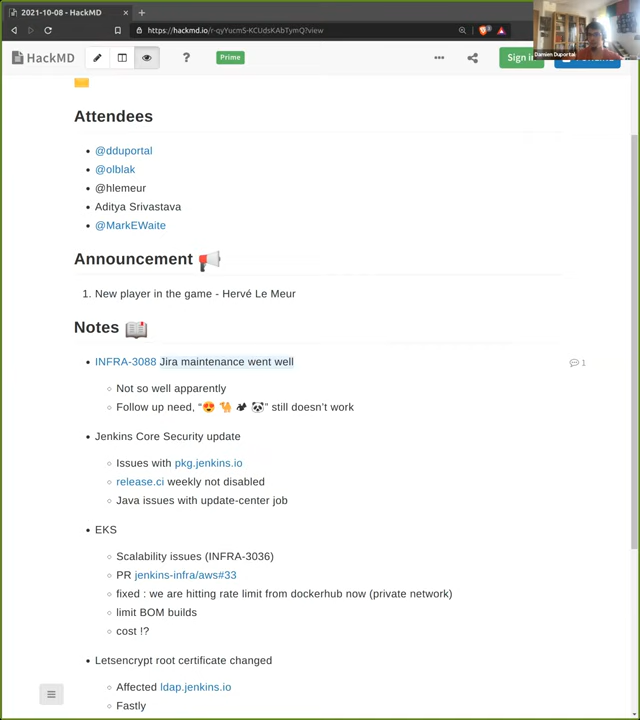 2021-10-08 - HackMD
https://hackmd.io/r-qyYucmS-KCUdsKAbTymQ?view
Damien Duportal
HackMD
?
Prime
Sign in
Attendees
@dduportal
@olblak
@hlemeur
Aditya Srivastava
@MarkEWaite
Announcement 📢
1. New player in the game - Hervé Le Meur
Notes 📖
INFRA-3088 Jira maintenance went well
1
Not so well apparently
Follow up need, “😍 🐫 🏕 🐼” still doesn’t work
Jenkins Core Security update
Issues with pkg.jenkins.io
release.ci weekly not disabled
Java issues with update-center job
EKS
Scalability issues (INFRA-3036)
PR jenkins-infra/aws#33
fixed : we are hitting rate limit from dockerhub now (private network)
limit BOM builds
cost !?
Letsencrypt root certificate changed
Affected ldap.jenkins.io
Fastly